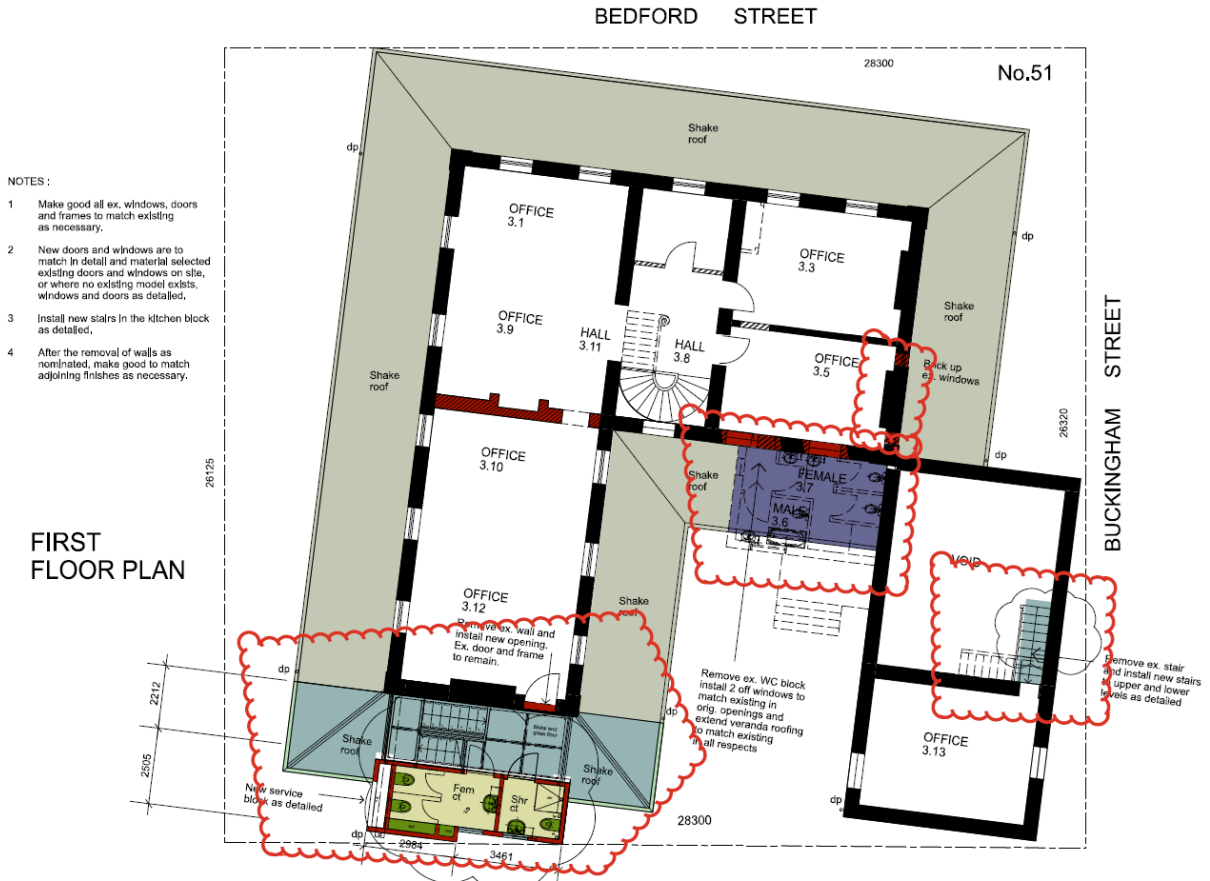 BEDFORD STREET
28300
No.51
NOTES :
1 Make good all ex. windows, doors
and frames to match existing
as necessary.
2 New doors and windows are to
match in detail and material selected
existing doors and windows on site,
or where no existing model exists,
windows and doors as detailed,
3 Install new stairs in the kitchen block
as detailed,
4 After the removal of walls as
nominated, make good to match
adjoining finishes as necessary.
FIRST
FLOOR PLAN
26125
2212
2505
dp
Shake
roof
dp
Shake
roof
Shake
roof
dp
OFFICE
3.1
OFFICE
3.3
OFFICE
3.9
HALL
3.11
HALL
3.8
OFFICE
3.5
ex. windows
BUCKINGHAM STREET
26320
dp
OFFICE
3.10
Shake
roof
FEMALE
3.7
MALE
3.6
VOID
OFFICE
3.12
Remove ex. wall and
install new opening.
Ex. door and frame
to remain.
Shake
roof
dp
dp
Remove ex. WC block
install 2 off windows to
match existing in
orig. openings and
extend veranda roofing
to match existing
in all respects
Remove ex. stair
and install new stairs
to upper and lower
levels as detailed
OFFICE
3.13
dp
Shake
roof
Shake
roof
New service
block as detailed
Fem
ct
Shr
ct
dp
2984
3461
28300